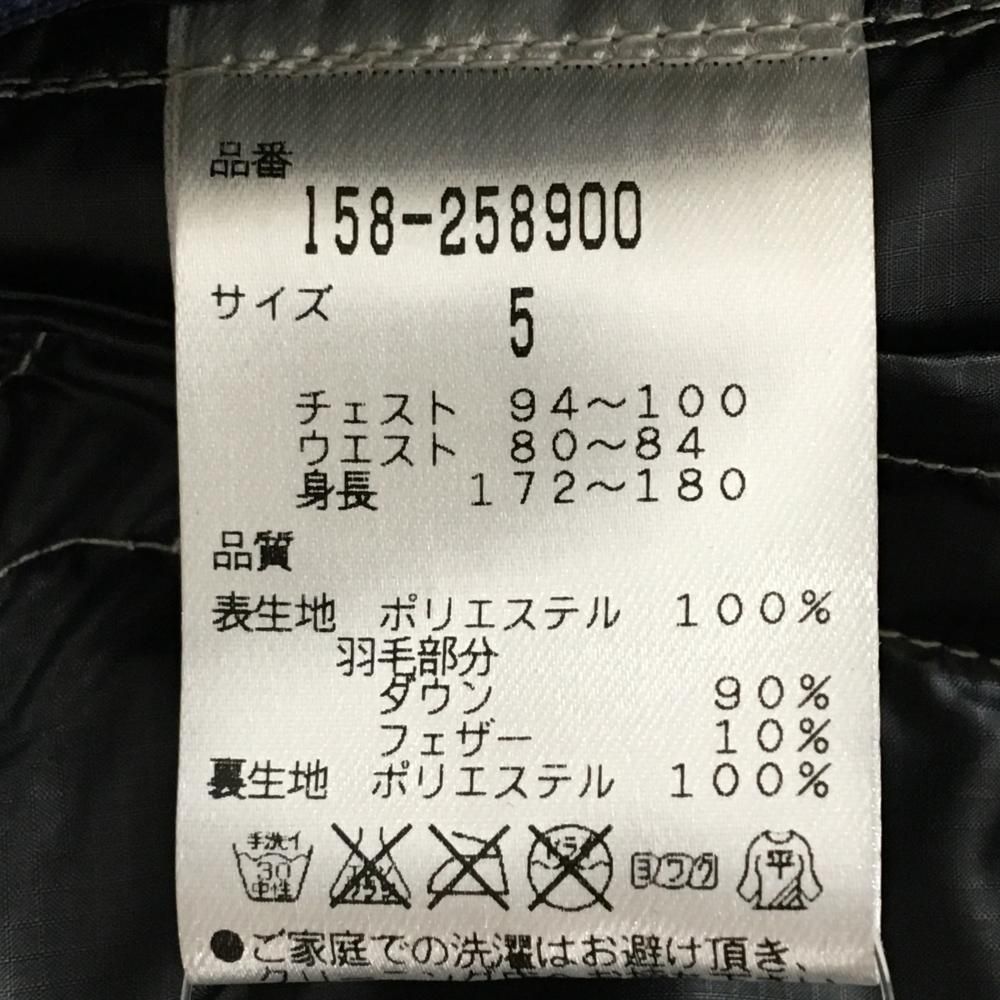 品番
158-258900
サイズ 5
チェスト 94～100
ウエスト 80～84
身長 172～180
品質
表生地 ポリエステル 100%
羽毛部分
ダウン 90%
フェザー 10%
裏生地 ポリエステル 100%
手洗イ
30
中性
ヨワク
平
●ご家庭での洗濯はお避け頂き、